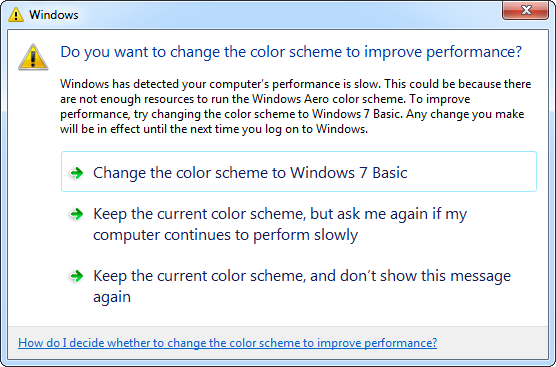 Windows
Do you want to change the color scheme to improve performance?
Windows has detected your computer's performance is slow. This could be because there
are not enough resources to run the Windows Aero color scheme. To improve
performance, try changing the color scheme to Windows 7 Basic. Any change you make
will be in effect until the next time you log on to Windows.
Change the color scheme to Windows 7 Basic
Keep the current color scheme, but ask me again if my
computer continues to perform slowly
Keep the current color scheme, and don't show this message
again
How do I decide whether to change the color scheme to improve performance?